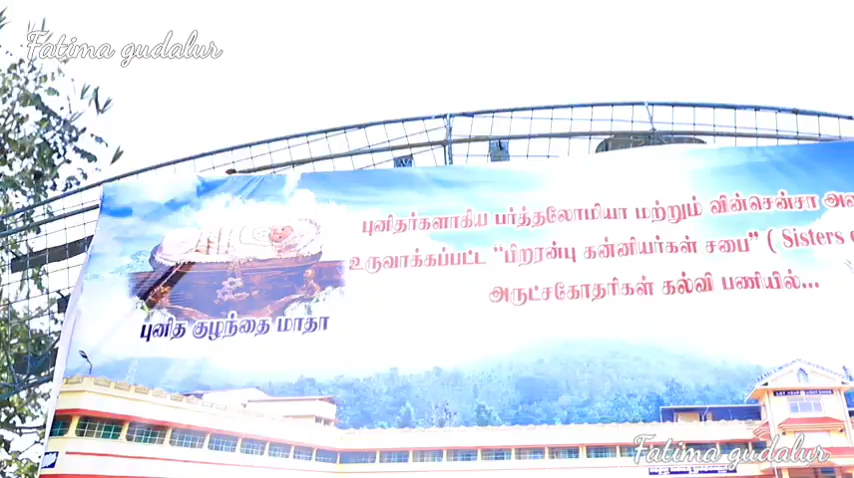 Fatima gudalur
புனிதர்களாகிய பர்த்தலோமியா மற்றும் வின்சென்சா
உருவாக்கப்பட்ட "பிறரன்பு கன்னியர்கள் சபை" ( Sisters
அருட்சகோதரிகள் கல்வி பணியில்...
புனித குழந்தை மாதா
Fatima gudalur